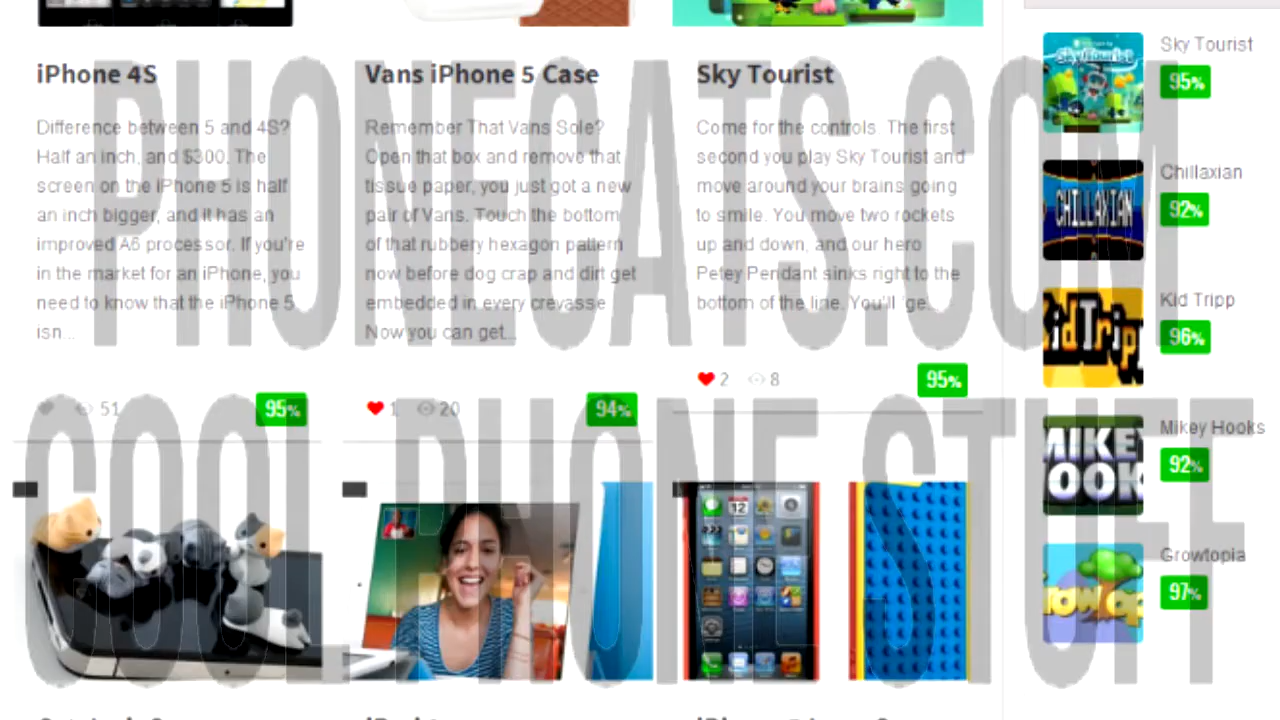 iPhone 4S
Difference between 5 and 4S?
Half an inch, and $300. The
screen on the iPhone 5 is half
an inch bigger, and it has an
improved A6 processor. If you're
in the market for an iPhone, you
need to know that the iPhone 5
isn...
51
95%
Vans iPhone 5 Case
Remember That Vans Sole?
Open that box and remove that
tissue paper, you just got a new
pair of Vans. Touch the bottom
of that rubbery hexagon pattern
now before dog crap and dirt get
embedded in every crevasse
Now you can get...
1
20
94%
Sky Tourist
Come for the controls. The first
second you play Sky Tourist and
move around your brains going
to smile. You move two rockets
up and down, and our hero
Petey Pendant sinks right to the
bottom of the line. You'll 'ge...
2
8
95%
PHONECATS.COM
COOL PHONE STUFF
Sky Tourist
Sky Tourist
95%
CHILLAXIAN
Chillaxian
92%
KidTripp
Kid Tripp
96%
MIKEY
HOOKS
Mikey Hooks
92%
Growtopia
97%
12